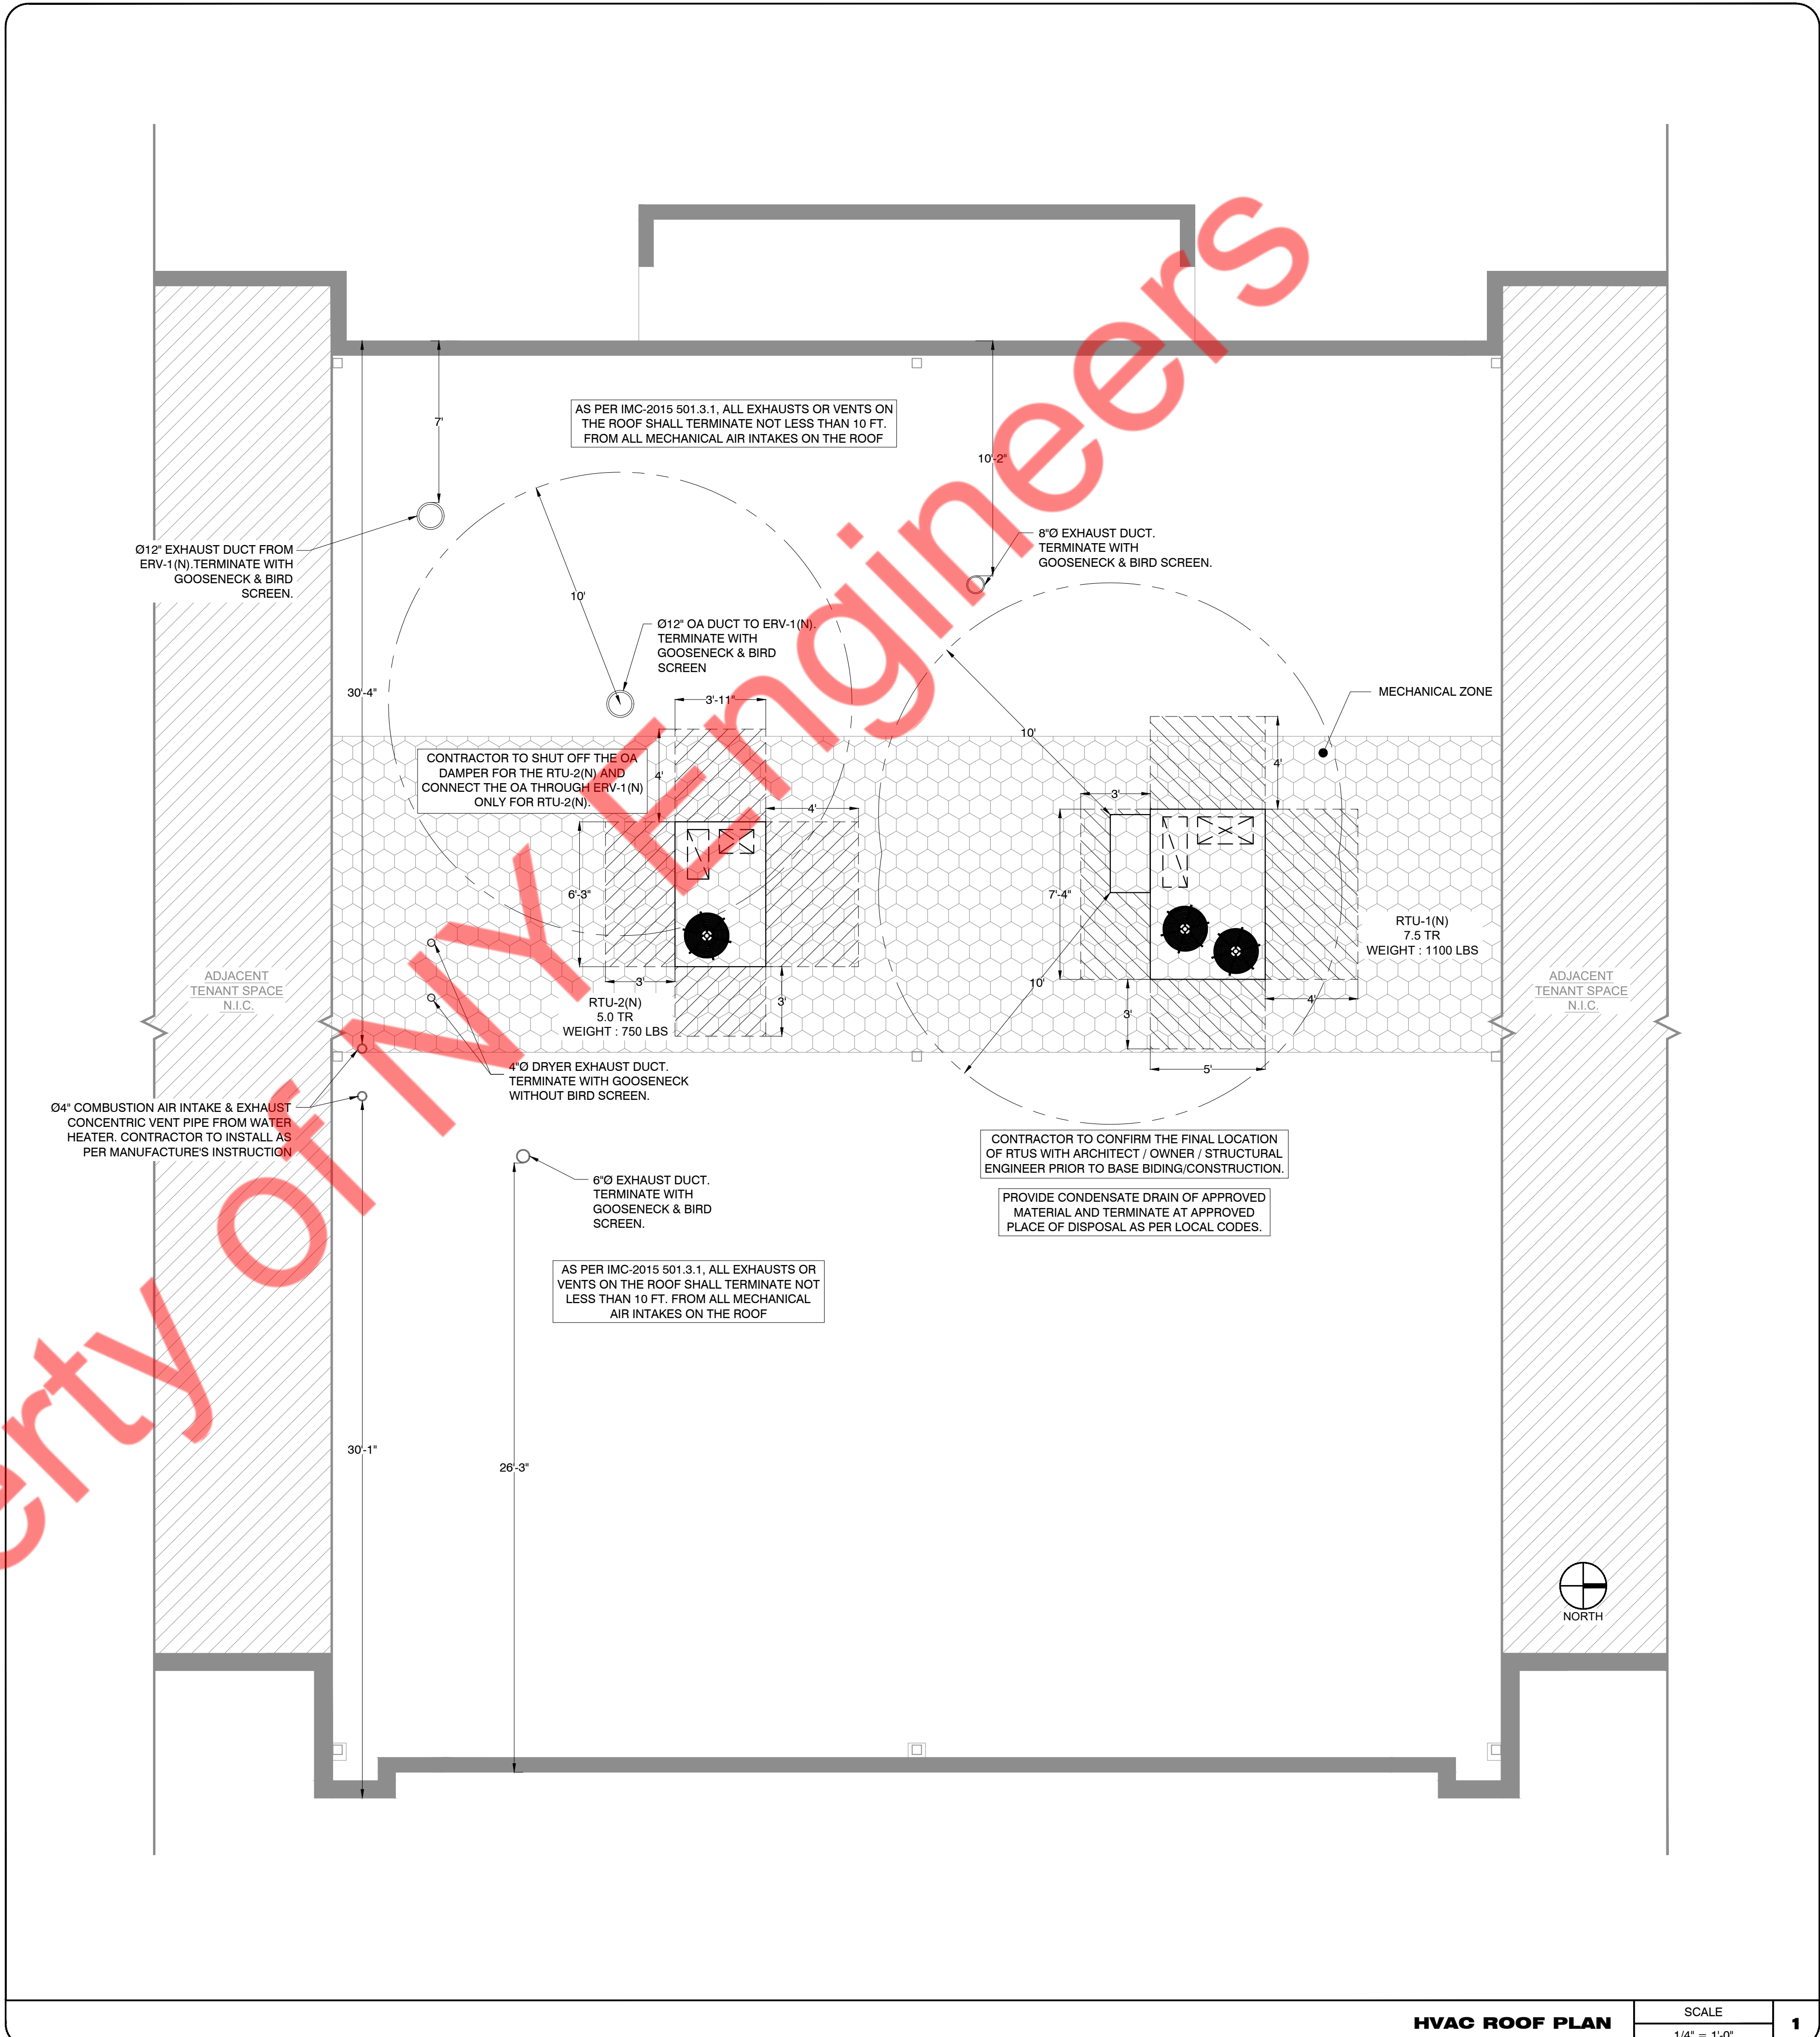 AS PER IMC-2015 501.3.1, ALL EXHAUSTS OR VENTS ON
THE ROOF SHALL TERMINATE NOT LESS THAN 10 FT.
FROM ALL MECHANICAL AIR INTAKES ON THE ROOF
7'
10'-2"
Ø12" EXHAUST DUCT FROM
ERV-1(N).TERMINATE WITH
GOOSENECK & BIRD
SCREEN.
8"Ø EXHAUST DUCT.
TERMINATE WITH
GOOSENECK & BIRD SCREEN.
10'
Ø12" OA DUCT TO ERV-1(N).
TERMINATE WITH
GOOSENECK & BIRD
SCREEN
30'-4"
3'-11"
MECHANICAL ZONE
10'
CONTRACTOR TO SHUT OFF THE OA
DAMPER FOR THE RTU-2(N) AND
CONNECT THE OA THROUGH ERV-1(N)
ONLY FOR RTU-2(N).
4'
4'
4'
3'
6'-3"
7'-4"
RTU-1(N)
7.5 TR
WEIGHT : 1100 LBS
ADJACENT
TENANT SPACE
N.I.C.
3'
3'
RTU-2(N)
5.0 TR
WEIGHT : 750 LBS
10'
4'
3'
5'
ADJACENT
TENANT SPACE
N.I.C.
4"Ø DRYER EXHAUST DUCT.
TERMINATE WITH GOOSENECK
WITHOUT BIRD SCREEN.
Ø4" COMBUSTION AIR INTAKE & EXHAUST
CONCENTRIC VENT PIPE FROM WATER
HEATER. CONTRACTOR TO INSTALL AS
PER MANUFACTURE'S INSTRUCTION
CONTRACTOR TO CONFIRM THE FINAL LOCATION
OF RTUS WITH ARCHITECT / OWNER / STRUCTURAL
ENGINEER PRIOR TO BASE BIDING/CONSTRUCTION.
6"Ø EXHAUST DUCT.
TERMINATE WITH
GOOSENECK & BIRD
SCREEN.
PROVIDE CONDENSATE DRAIN OF APPROVED
MATERIAL AND TERMINATE AT APPROVED
PLACE OF DISPOSAL AS PER LOCAL CODES.
AS PER IMC-2015 501.3.1, ALL EXHAUSTS OR
VENTS ON THE ROOF SHALL TERMINATE NOT
LESS THAN 10 FT. FROM ALL MECHANICAL
AIR INTAKES ON THE ROOF
30'-1"
26'-3"
NORTH
erty of NY Engineers
HVAC ROOF PLAN
SCALE
1/4" = 1'-0"
1